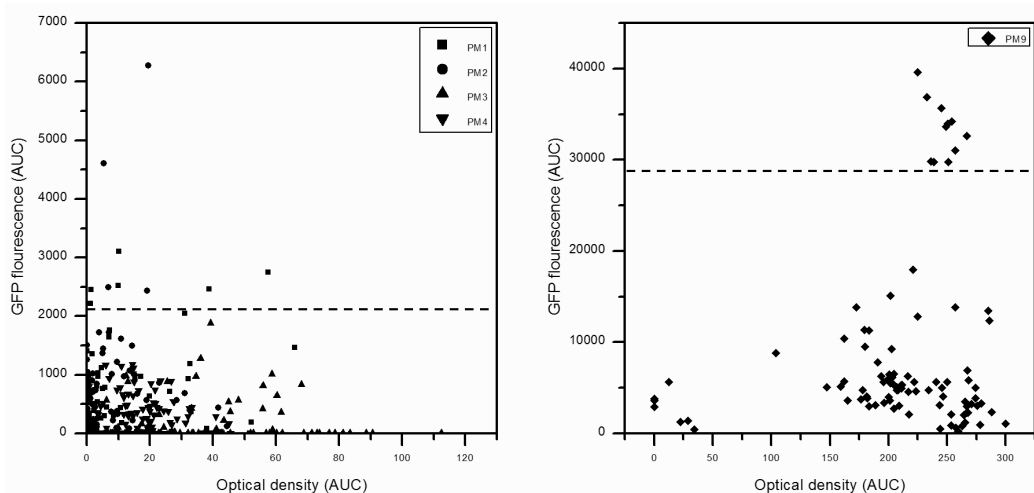 7000
6000
5000
4000
3000
2000
1000
0
GFP flourescence (AUC)
PM1
PM2
PM3
PM4
0 20 40 60 80 100 120
Optical density (AUC)
40000
30000
20000
10000
0
GFP flourescence (AUC)
PM9
0 50 100 150 200 250 300
Optical density (AUC)